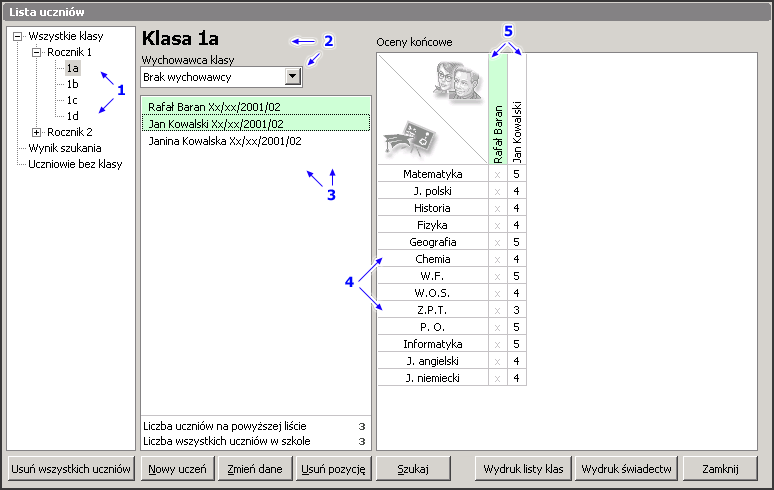 Lista uczniów
Wszystkie klasy
Rocznik 1
1a
1b
1c
1d
Rocznik 2
Wynik szukania
Uczniowie bez klasy
1
Klasa 1a
2
Wychowawca klasy
Brak wychowawcy
Rafał Baran Xx/xx/2001/02
Jan Kowalski Xx/xx/2001/02
Janina Kowalska Xx/xx/2001/02
3
Liczba uczniów na powyższej liście 3
Liczba wszystkich uczniów w szkole 3
Oceny końcowe
5
Rafał Baran
Jan Kowalski
Matematyka x 5
J. polski x 4
Historia x 4
Fizyka x 4
Geografia x 5
Chemia x 4
W.F. x 5
W.O.S. x 4
Z.P.T. x 3
P. O. x 5
Informatyka x 5
J. angielski x 4
J. niemiecki x 4
4
Usuń wszystkich uczniów
Nowy uczeń
Zmień dane
Usuń pozycję
Szukaj
Wydruk listy klas
Wydruk świadectw
Zamknij